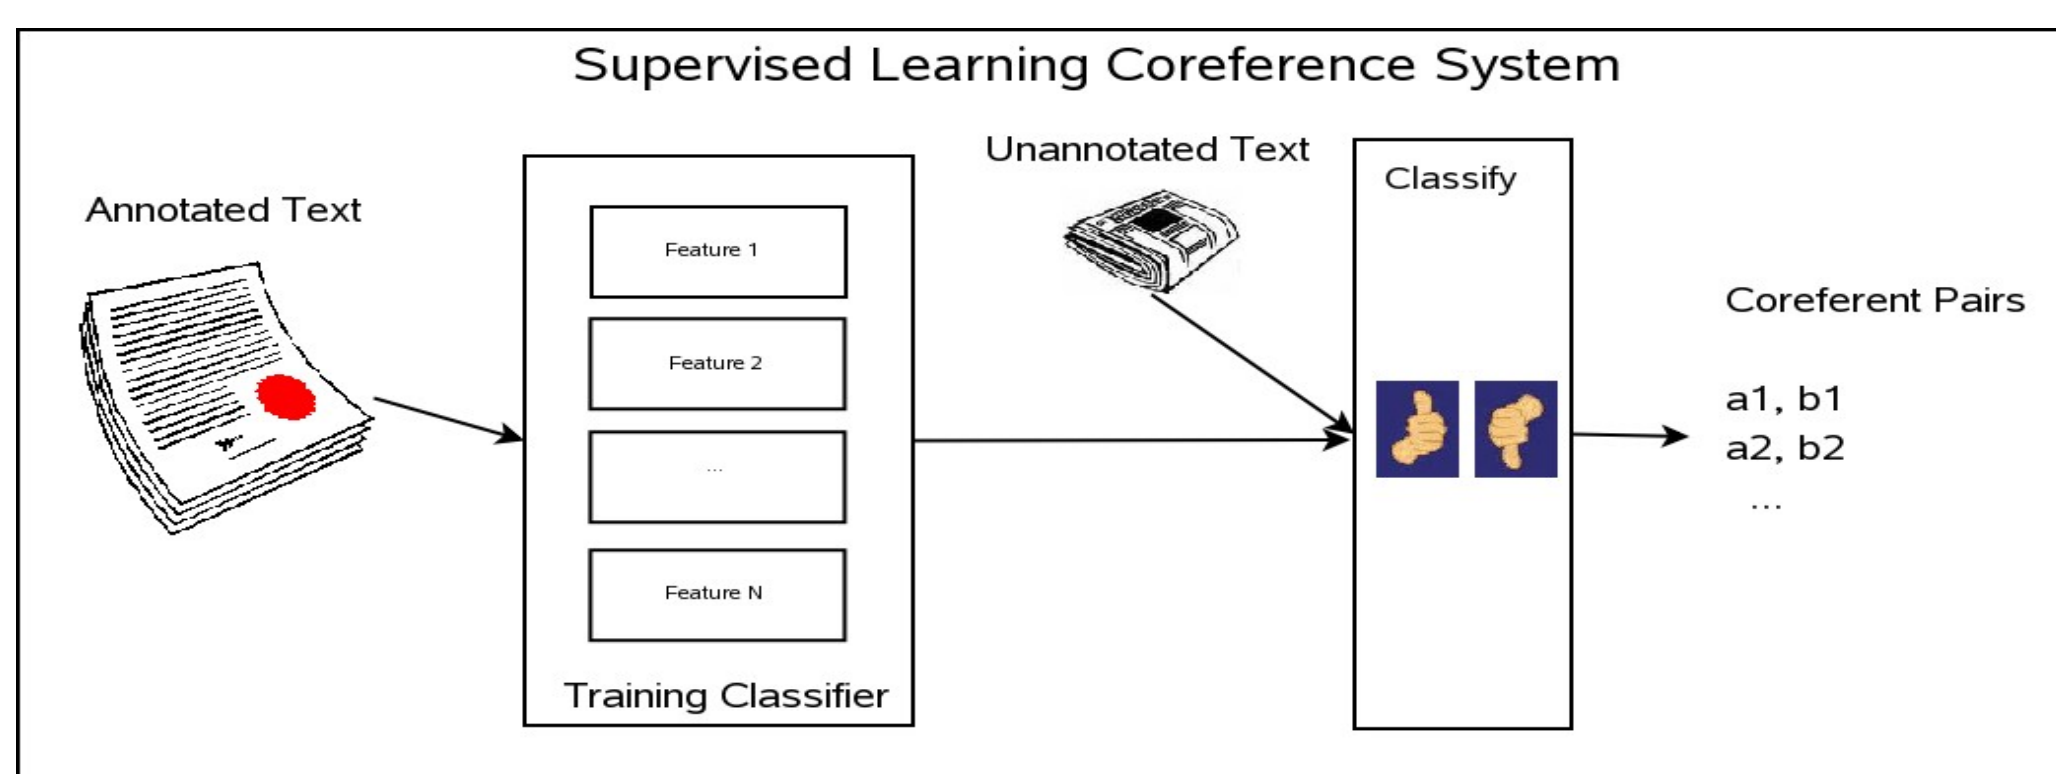 Supervised Learning Coreference System
Annotated Text
Feature 1
Feature 2
...
Feature N
Training Classifier
Unannotated Text
Classify
Coreferent Pairs
a1, b1
a2, b2
...